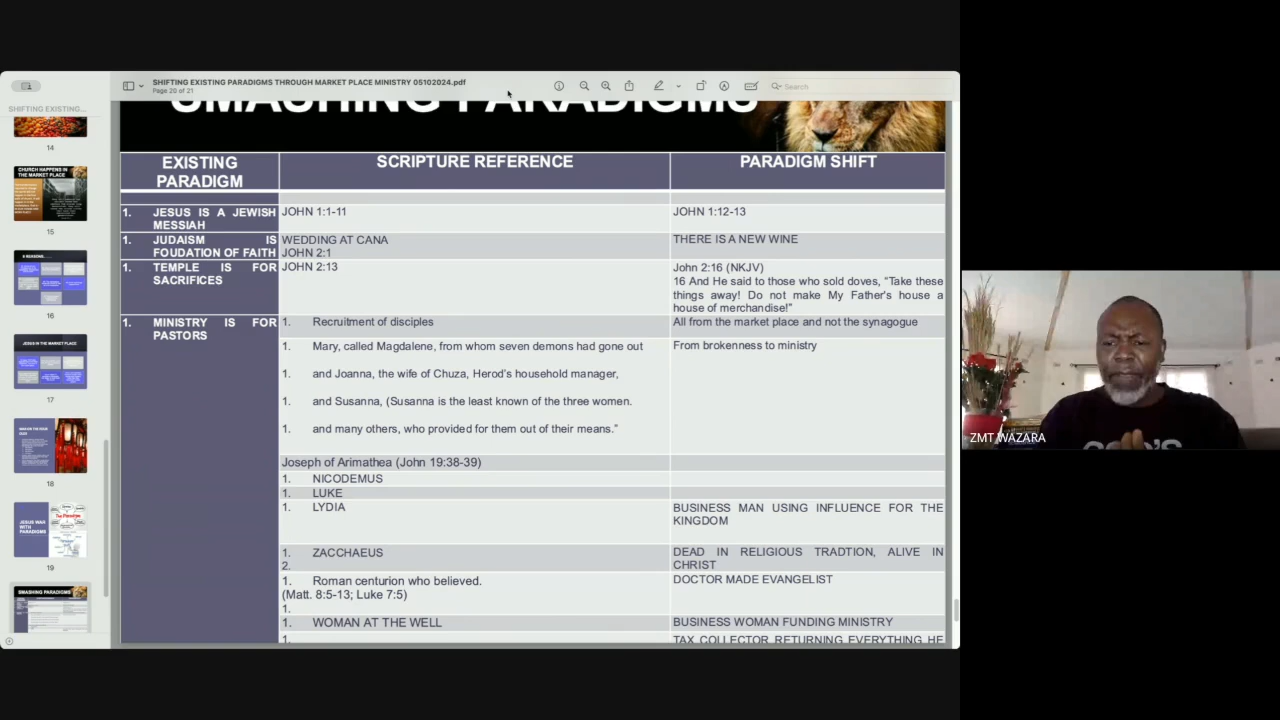 SHIFTING EXISTING PARADIGMS THROUGH MARKET PLACE MINISTRY 05102024.pdf
Page 20 of 21
Search
SHIFTING EXISTING...
14
CHURCH HAPPENS IN
THE MARKET PLACE
15
16
JESUS IN THE MARKET PLACE
17
18
JESUS WAR
WITH
PARADIGMS
19
SMASHING PARADIGMS
SMASHING PARADIGMS
EXISTING
PARADIGM
SCRIPTURE REFERENCE
PARADIGM SHIFT
1. JESUS IS A JEWISH
MESSIAH
JOHN 1:1-11
JOHN 1:12-13
1. JUDAISM IS
FOUDATION OF FAITH
WEDDING AT CANA
JOHN 2:1
THERE IS A NEW WINE
1. TEMPLE IS FOR
SACRIFICES
JOHN 2:13
John 2:16 (NKJV)
16 And He said to those who sold doves, “Take these
things away! Do not make My Father's house a
house of merchandise!”
1. MINISTRY IS FOR
PASTORS
1. Recruitment of disciples
All from the market place and not the synagogue
1. Mary, called Magdalene, from whom seven demons had gone out
From brokenness to ministry
1. and Joanna, the wife of Chuza, Herod's household manager,
1. and Susanna, (Susanna is the least known of the three women.
1. and many others, who provided for them out of their means.”
Joseph of Arimathea (John 19:38-39)
1. NICODEMUS
1. LUKE
1. LYDIA
BUSINESS MAN USING INFLUENCE FOR THE
KINGDOM
1. ZACCHAEUS
2.
DEAD IN RELIGIOUS TRADTION, ALIVE IN
CHRIST
1. Roman centurion who believed.
(Matt. 8:5-13; Luke 7:5)
1.
DOCTOR MADE EVANGELIST
1. WOMAN AT THE WELL
BUSINESS WOMAN FUNDING MINISTRY
1.
TAX COLLECTOR RETURNING EVERYTHING HE
ZMT WAZARA